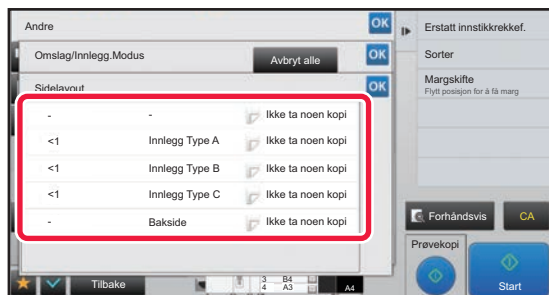 Andre
OK
Omslag/Innlegg.Modus
Avbryt alle
OK
Sidelayout
OK
-
-
Ikke ta noen kopi
<1
Innlegg Type A
Ikke ta noen kopi
<1
Innlegg Type B
Ikke ta noen kopi
<1
Innlegg Type C
Ikke ta noen kopi
-
Bakside
Ikke ta noen kopi
Tilbake
3 B4
4 A3
A4
Erstatt innstikkrekkef.
Sorter
Margskifte
Flytt posisjon for å få marg
Forhåndsvis
CA
Prøvekopi
Start